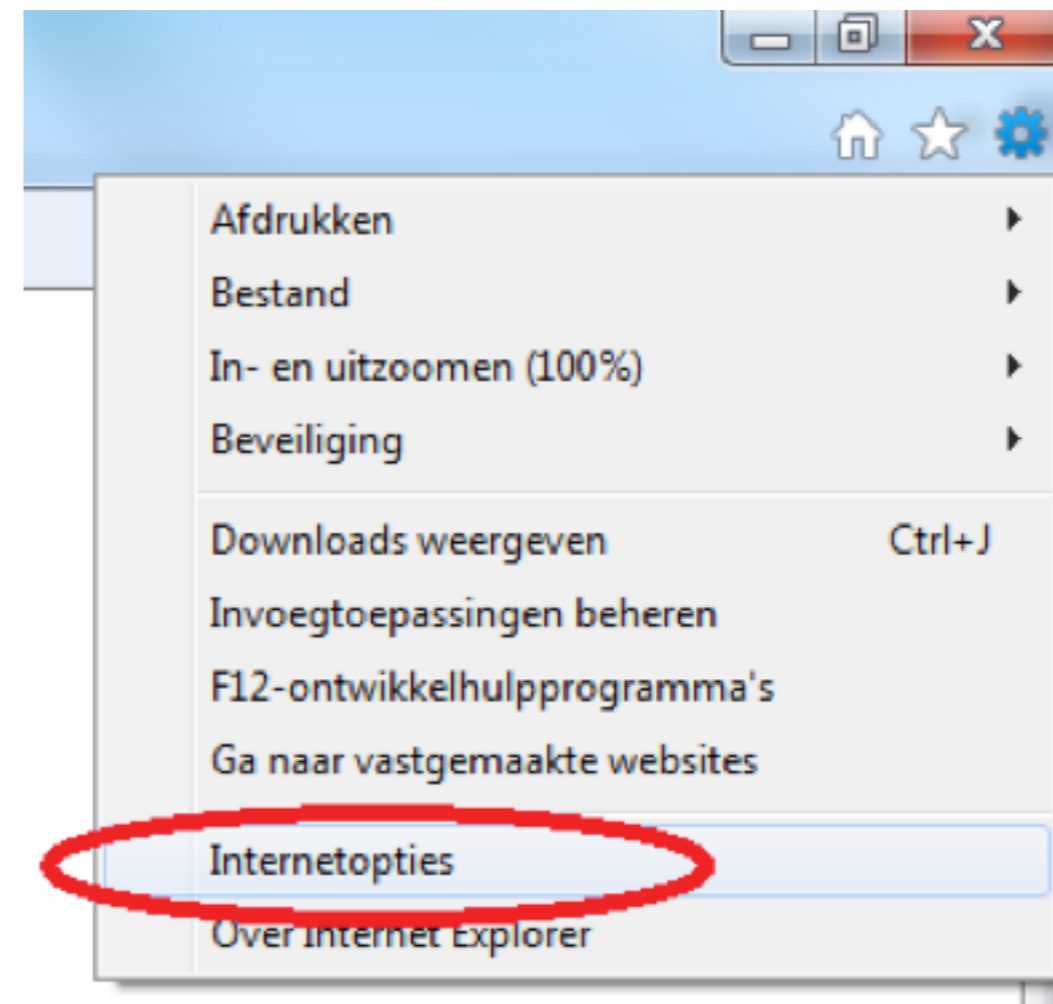 Afdrukken
Bestand
In- en uitzoomen (100%)
Beveiliging
Downloads weergeven Ctrl+J
Invoegtoepassingen beheren
F12-ontwikkelhulpprogramma's
Ga naar vastgemaakte websites
Internetopties
Over Internet Explorer